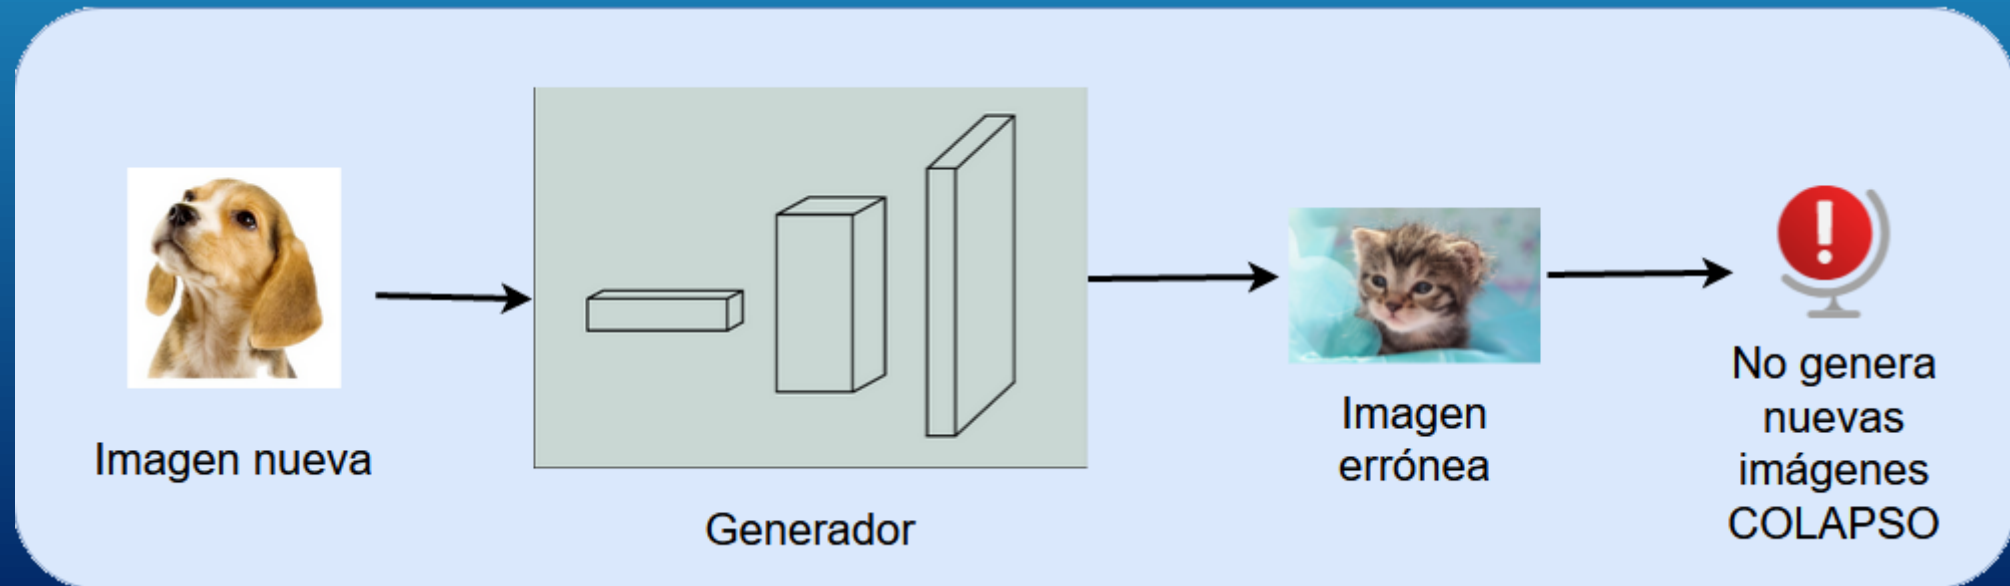 Imagen nueva
Generador
Imagen
errónea
No genera
nuevas
imágenes
COLAPSO